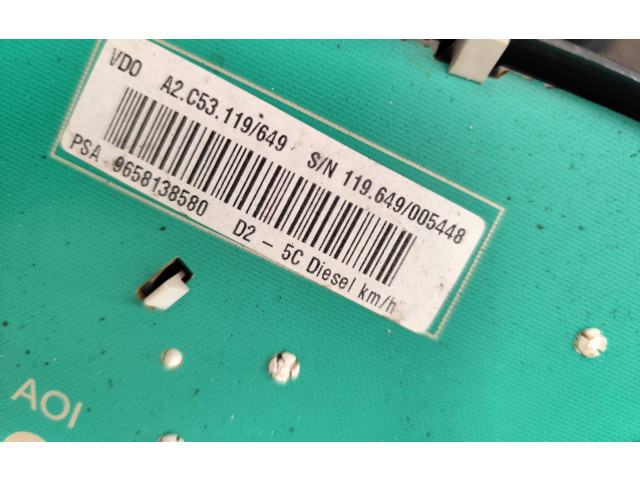 VDO A2.C53.119/649 S/N 119.649/005448
PSA 9658138580 D2 - 5C Diesel km/h
AOI